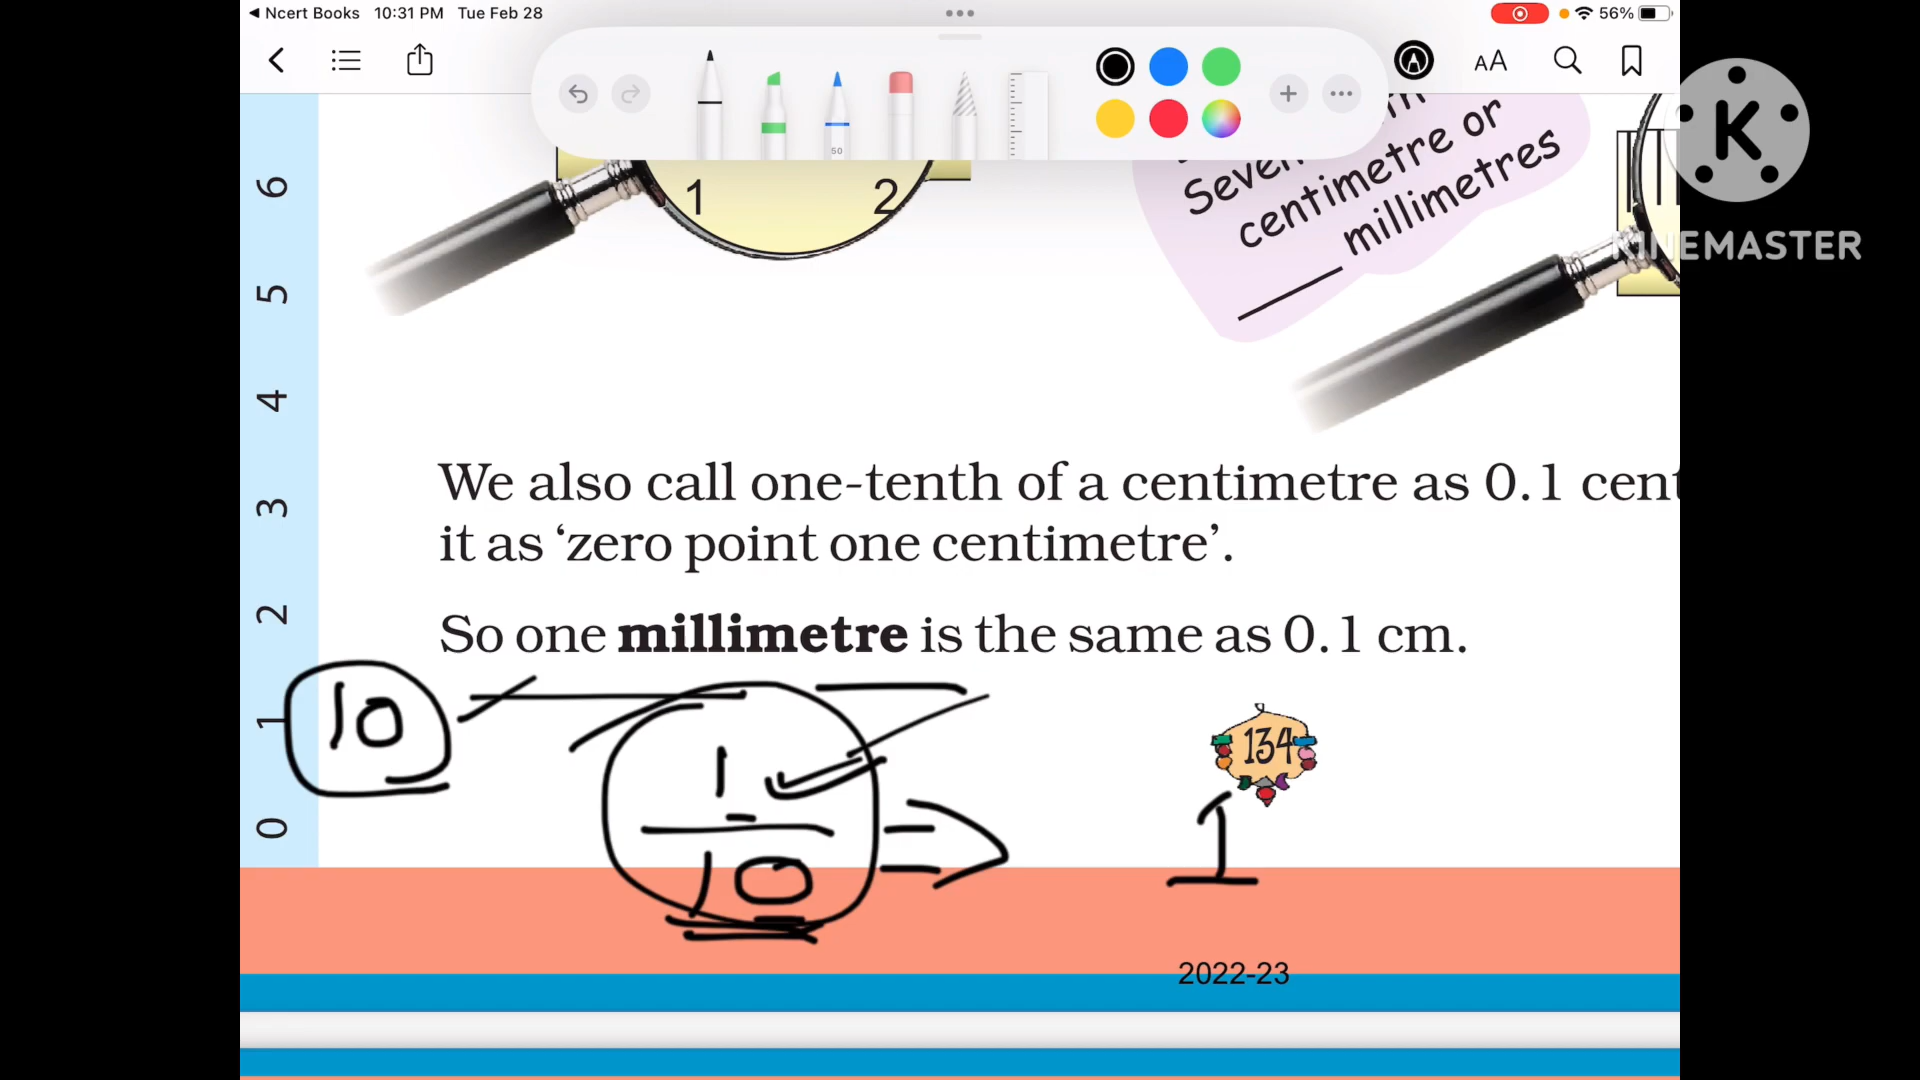 Ncert Books 10:31 PM Tue Feb 28
56%
AA
50
K
KINEMASTER
1 2
centimetre or
millimetres
6
5
4
3
2
1
0
We also call one-tenth of a centimetre as 0.1
it as ‘zero point one centimetre’.
So one millimetre is the same as 0.1 cm.
10
1
10
134
1
2022-23